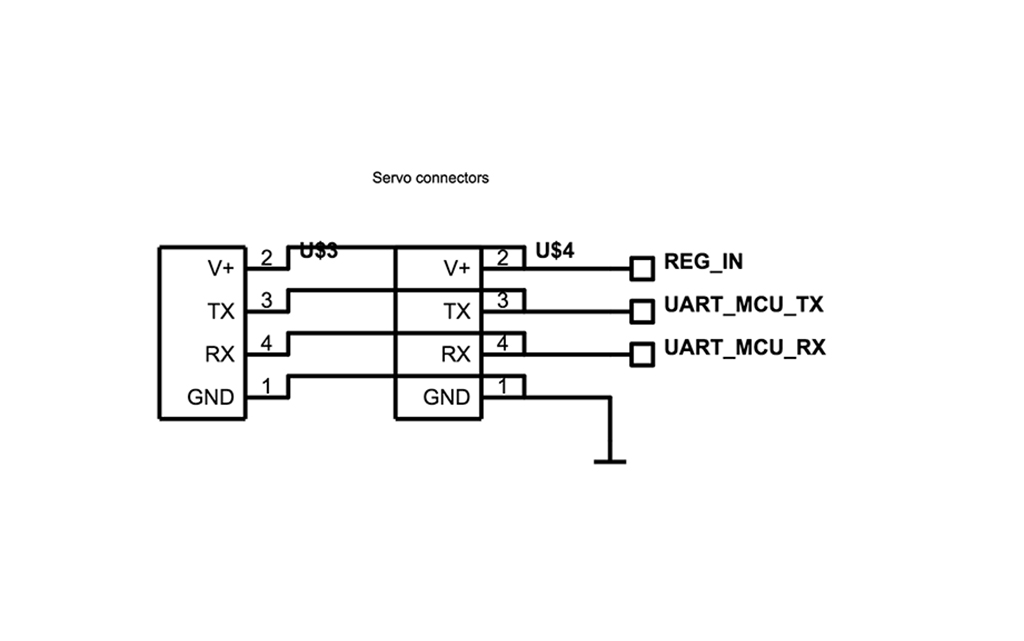 Servo connectors
U$3
U$4
V+ 2 V+ 2 REG_IN
TX 3 TX 3 UART_MCU_TX
RX 4 RX 4 UART_MCU_RX
GND 1 GND 1